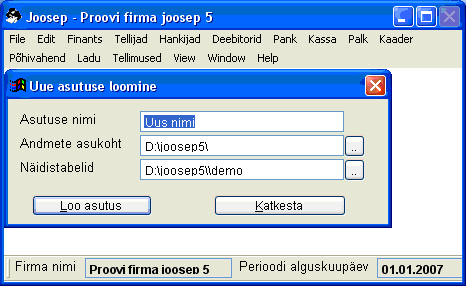 Joosep - Proovi firma joosep 5
File Edit Finants Tellijad Hankijad Deebitorid Pank Kassa Palk Kaader
Põhivahend Ladu Tellimused View Window Help
Uue asutuse loomine
Asutuse nimi Uus nimi
Andmete asukoht D:\joosep5\ ..
Näidistabelid D:\joosep5\\demo ..
Loo asutus Katkesta
Firma nimi Proovi firma joosep 5 Perioodi alguskuupäev 01.01.2007